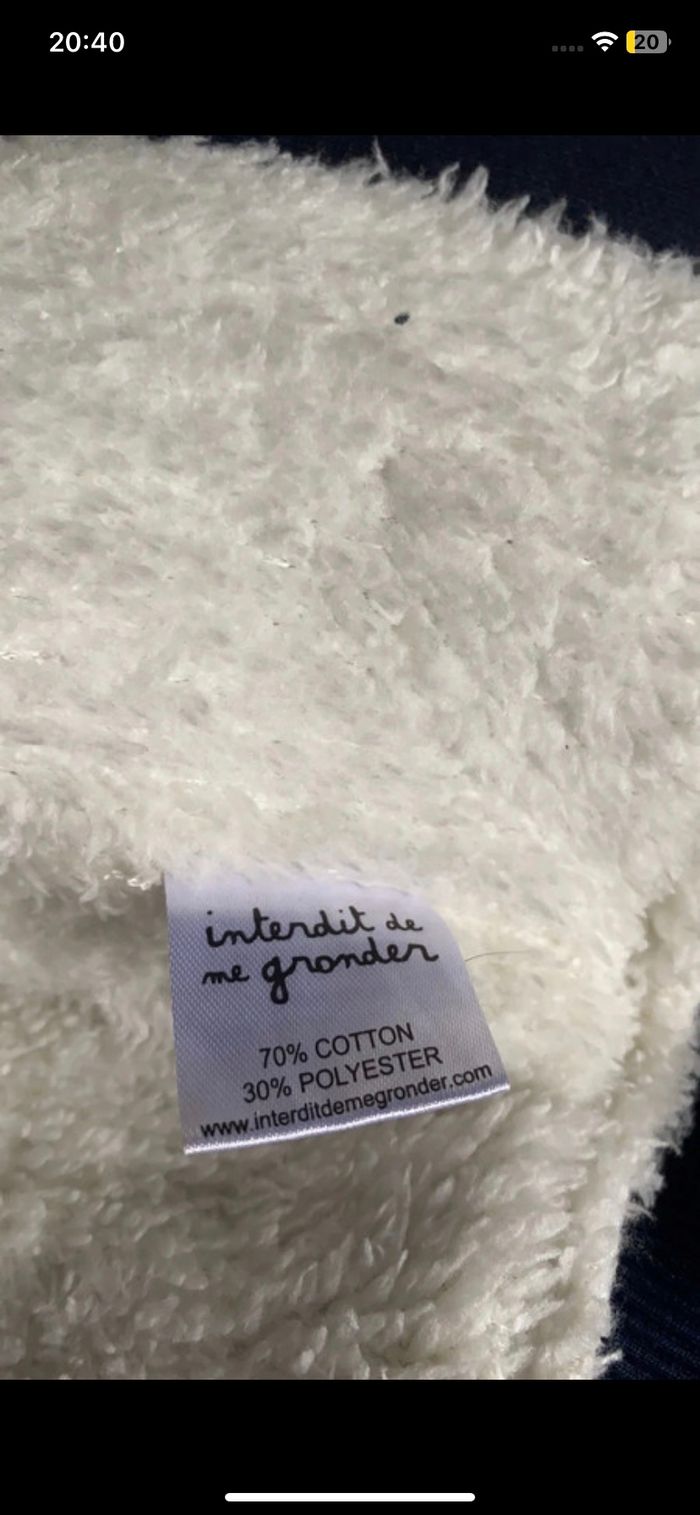 20:40
20
interdit de
me gronder
70% COTTON
30% POLYESTER
www.interditdemegronder.com